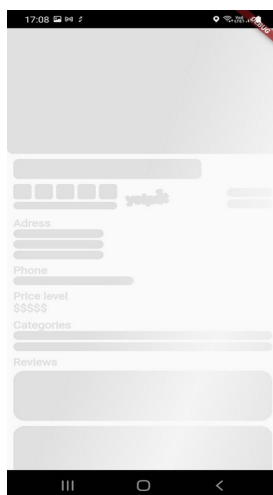 17:08
DEBUG
yelp
Adress
Phone
Price level
$$$$$
Categories
Reviews